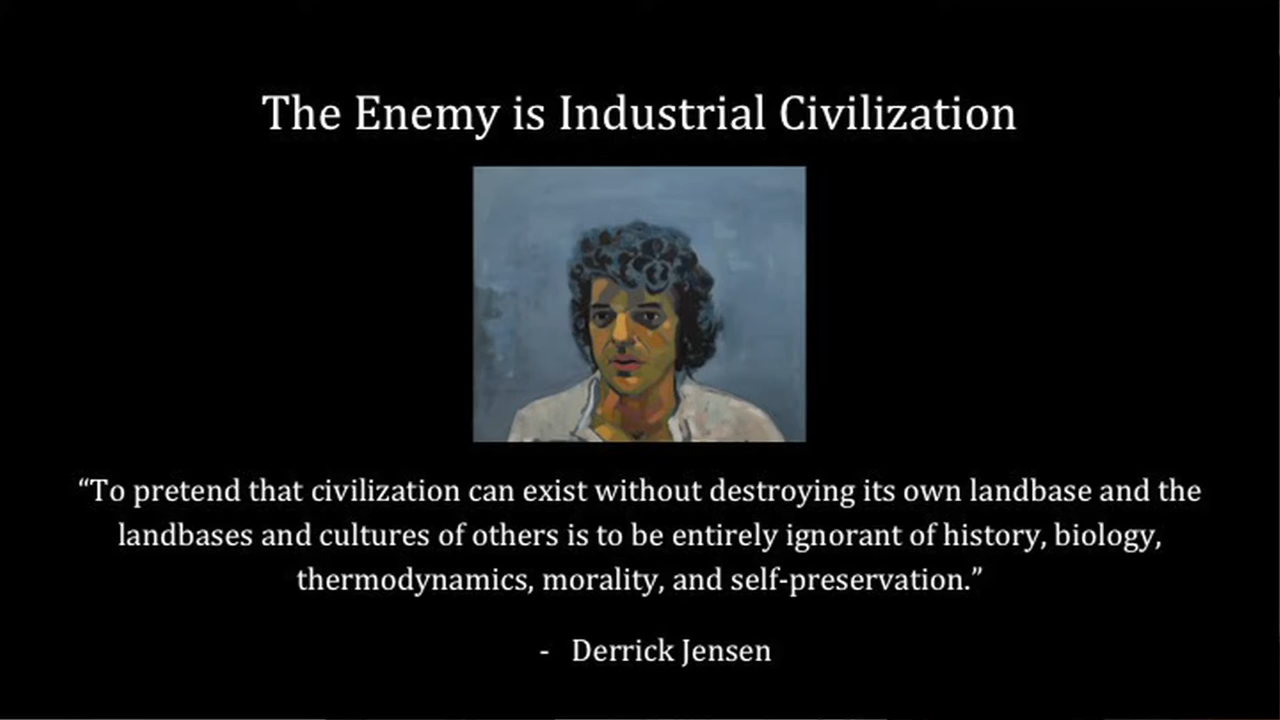 The Enemy is Industrial Civilization
“To pretend that civilization can exist without destroying its own landbase and the
landbases and cultures of others is to be entirely ignorant of history, biology,
thermodynamics, morality, and self-preservation.”
- Derrick Jensen